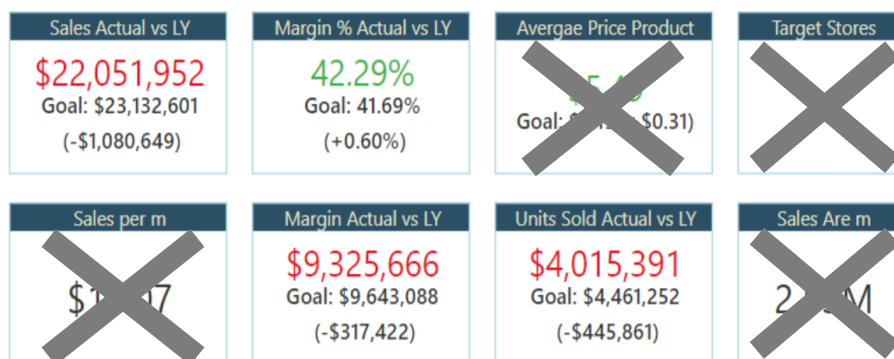 Sales Actual vs LY
$22,051,952
Goal: $23,132,601
(-$1,080,649)
Margin % Actual vs LY
42.29%
Goal: 41.69%
(+0.60%)
Avergae Price Product
Goal:
$0.31)
Target Stores
Sales per m
Margin Actual vs LY
$9,325,666
Goal: $9,643,088
(-$317,422)
Units Sold Actual vs LY
$4,015,391
Goal: $4,461,252
(-$445,861)
Sales Are m